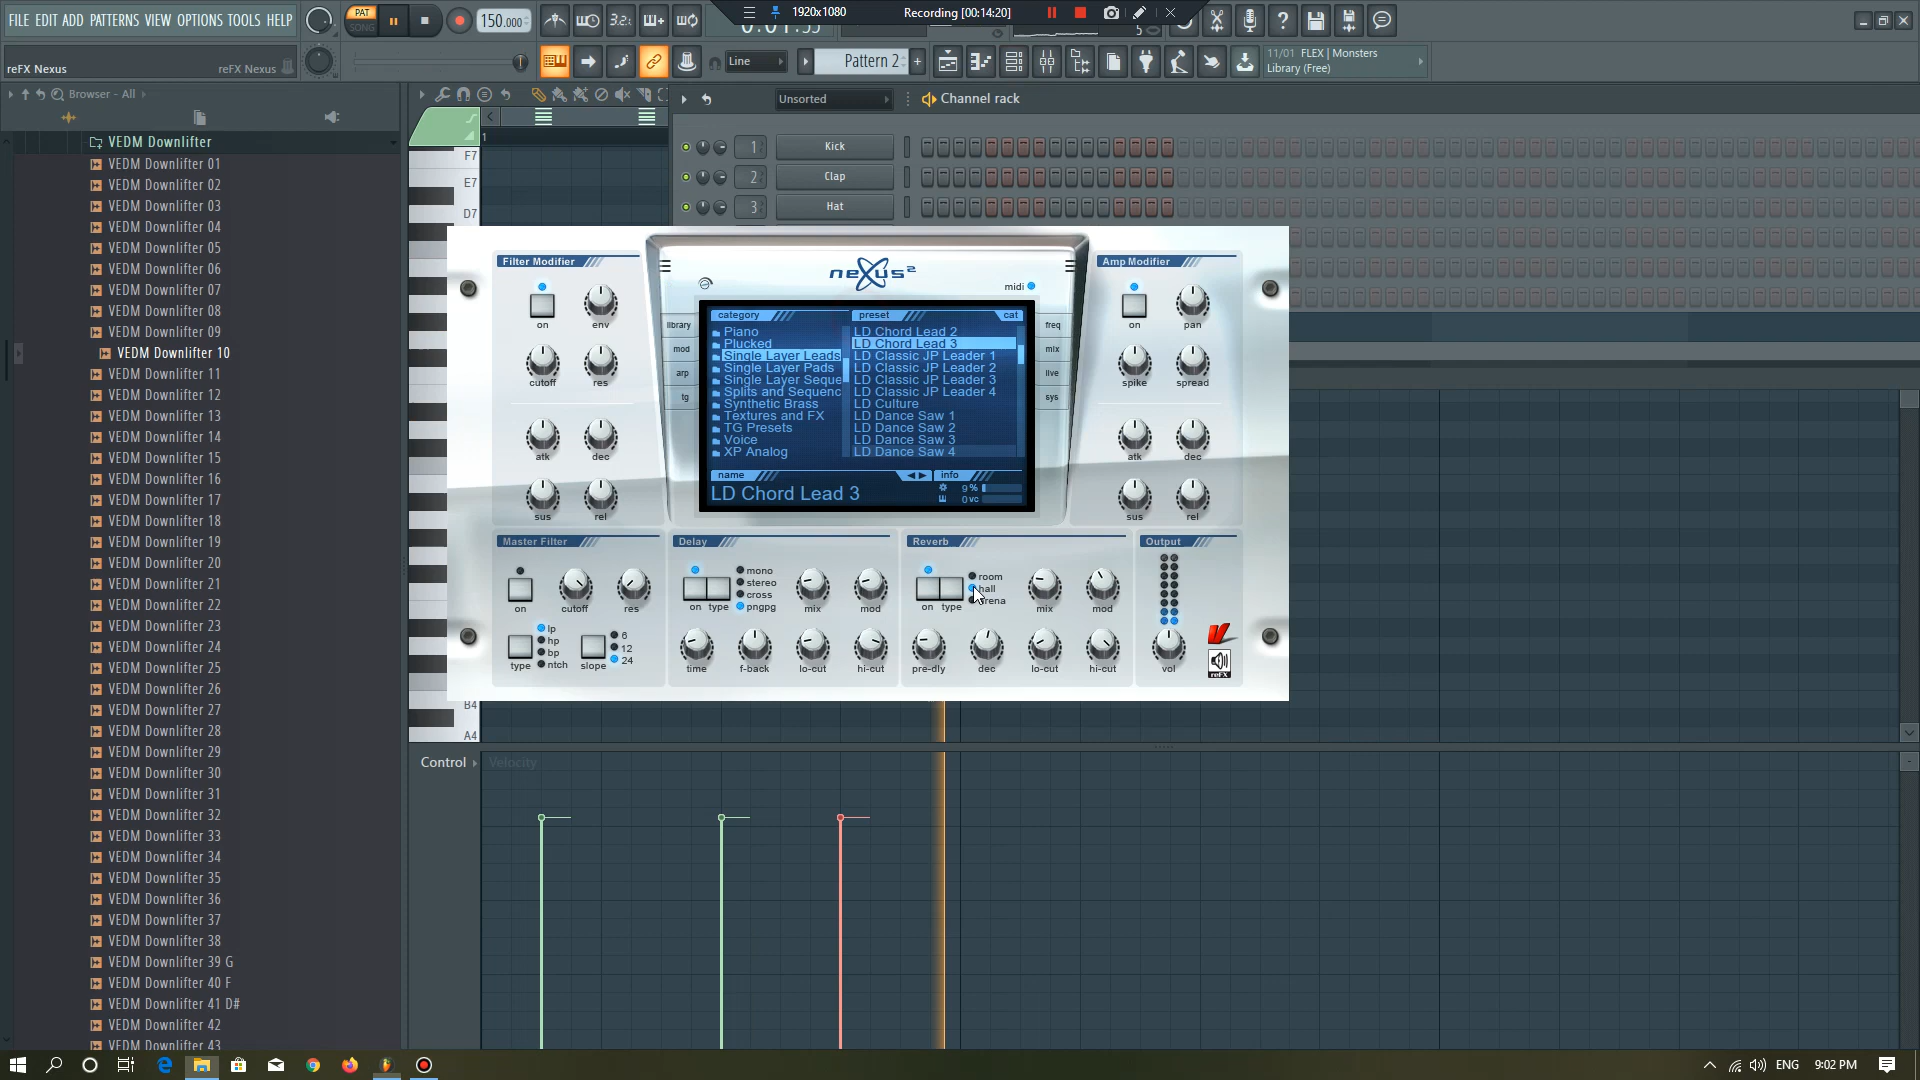 FILE EDIT ADD PATTERNS VIEW OPTIONS TOOLS HELP
PAT
SONG
150.000
3.2.
1920x1080
Recording [00:14:20]
5
reFX Nexus
reFX Nexus
Line
Pattern 2
11/01 FLEX | Monsters
Library (Free)
Browser - All
Unsorted
Channel rack
VEDM Downlifter
VEDM Downlifter 01
VEDM Downlifter 02
VEDM Downlifter 03
VEDM Downlifter 04
VEDM Downlifter 05
VEDM Downlifter 06
VEDM Downlifter 07
VEDM Downlifter 08
VEDM Downlifter 09
VEDM Downlifter 10
VEDM Downlifter 11
VEDM Downlifter 12
VEDM Downlifter 13
VEDM Downlifter 14
VEDM Downlifter 15
VEDM Downlifter 16
VEDM Downlifter 17
VEDM Downlifter 18
VEDM Downlifter 19
VEDM Downlifter 20
VEDM Downlifter 21
VEDM Downlifter 22
VEDM Downlifter 23
VEDM Downlifter 24
VEDM Downlifter 25
VEDM Downlifter 26
VEDM Downlifter 27
VEDM Downlifter 28
VEDM Downlifter 29
VEDM Downlifter 30
VEDM Downlifter 31
VEDM Downlifter 32
VEDM Downlifter 33
VEDM Downlifter 34
VEDM Downlifter 35
VEDM Downlifter 36
VEDM Downlifter 37
VEDM Downlifter 38
VEDM Downlifter 39 G
VEDM Downlifter 40 F
VEDM Downlifter 41 D#
VEDM Downlifter 42
VEDM Downlifter 43
1
F7
E7
D7
B4
A4
1 Kick
2 Clap
3 Hat
Filter Modifier
on env
cutoff res
atk dec
sus rel
nexus²
midi
library
mod
arp
tg
freq
mix
live
sys
category
Piano
Plucked
Single Layer Leads
Single Layer Pads
Single Layer Seque
Splits and Sequenc
Synthetic Brass
Textures and FX
TG Presets
Voice
XP Analog
preset cat
LD Chord Lead 2
LD Chord Lead 3
LD Classic JP Leader 1
LD Classic JP Leader 2
LD Classic JP Leader 3
LD Classic JP Leader 4
LD Culture
LD Dance Saw 1
LD Dance Saw 2
LD Dance Saw 3
LD Dance Saw 4
name info
LD Chord Lead 3
9 %
0 vc
Amp Modifier
on pan
spike spread
atk dec
sus rel
Master Filter
on cutoff res
type
lp
hp
bp
ntch
slope
6
12
24
Delay
on type
mono
stereo
cross
pngpg
mix mod
time f-back lo-cut hi-cut
Reverb
on type
room
hall
mix mod
pre-dly dec lo-cut hi-cut
Output
vol
reFX
Control
Velocity
ENG
9:02 PM